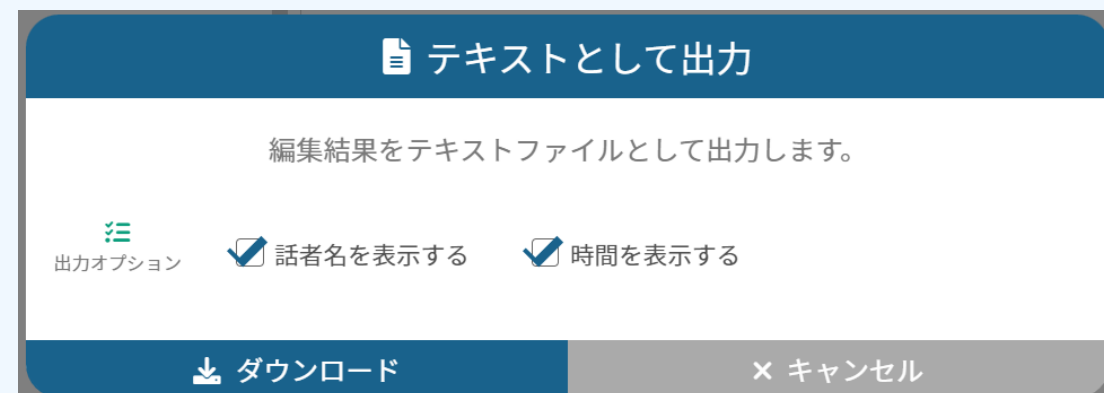 テキストとして出力
編集結果をテキストファイルとして出力します。
出力オプション
話者名を表示する
時間を表示する
ダウンロード
キャンセル